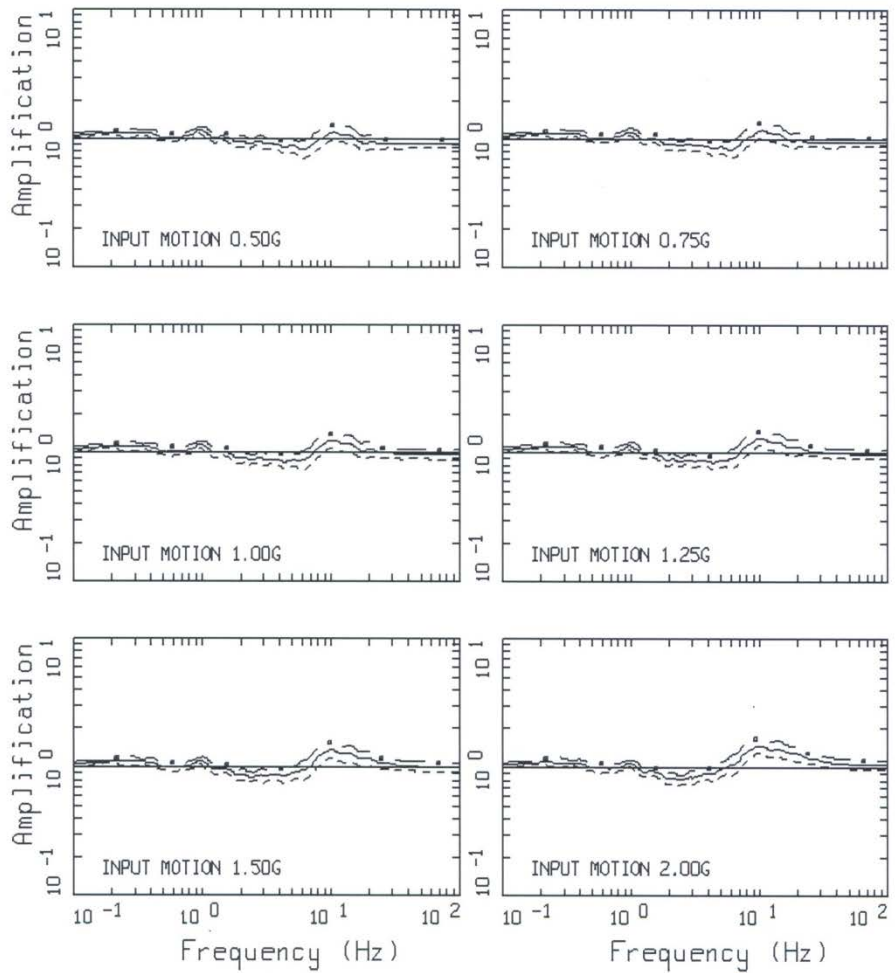 Amplification
10 1
10 0
10 -1
INPUT MOTION 0.50G
10 1
10 0
10 -1
INPUT MOTION 0.75G
Amplification
10 1
10 0
10 -1
INPUT MOTION 1.00G
10 1
10 0
10 -1
INPUT MOTION 1.25G
Amplification
10 1
10 0
10 -1
INPUT MOTION 1.50G
10 1
10 0
10 -1
INPUT MOTION 2.00G
10 -1 10 0 10 1 10 2
10 -1 10 0 10 1 10 2
Frequency (Hz)
Frequency (Hz)